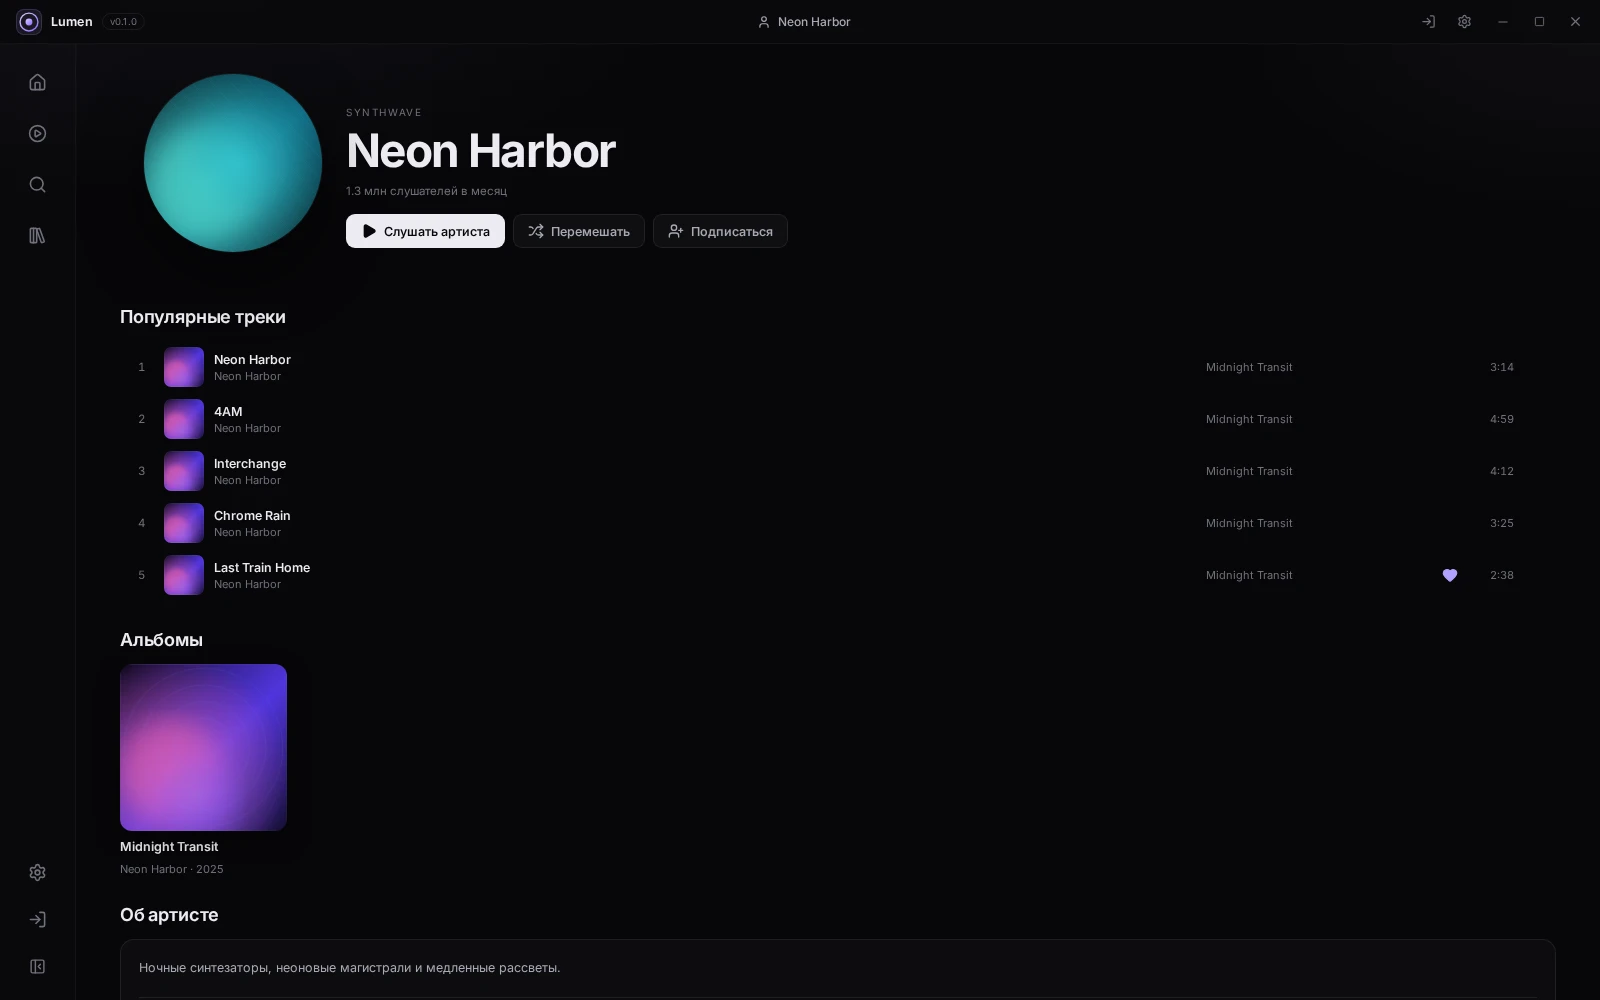 Lumen v0.1.0
Neon Harbor
SYNTHWAVE
Neon Harbor
1.3 млн слушателей в месяц
Слушать артиста Перемешать Подписаться
Популярные треки
1 Neon Harbor Midnight Transit 3:14
Neon Harbor
2 4AM Midnight Transit 4:59
Neon Harbor
3 Interchange Midnight Transit 4:12
Neon Harbor
4 Chrome Rain Midnight Transit 3:25
Neon Harbor
5 Last Train Home Midnight Transit 2:38
Neon Harbor
Альбомы
Midnight Transit
Neon Harbor · 2025
Об артисте
Ночные синтезаторы, неоновые магистрали и медленные рассветы.